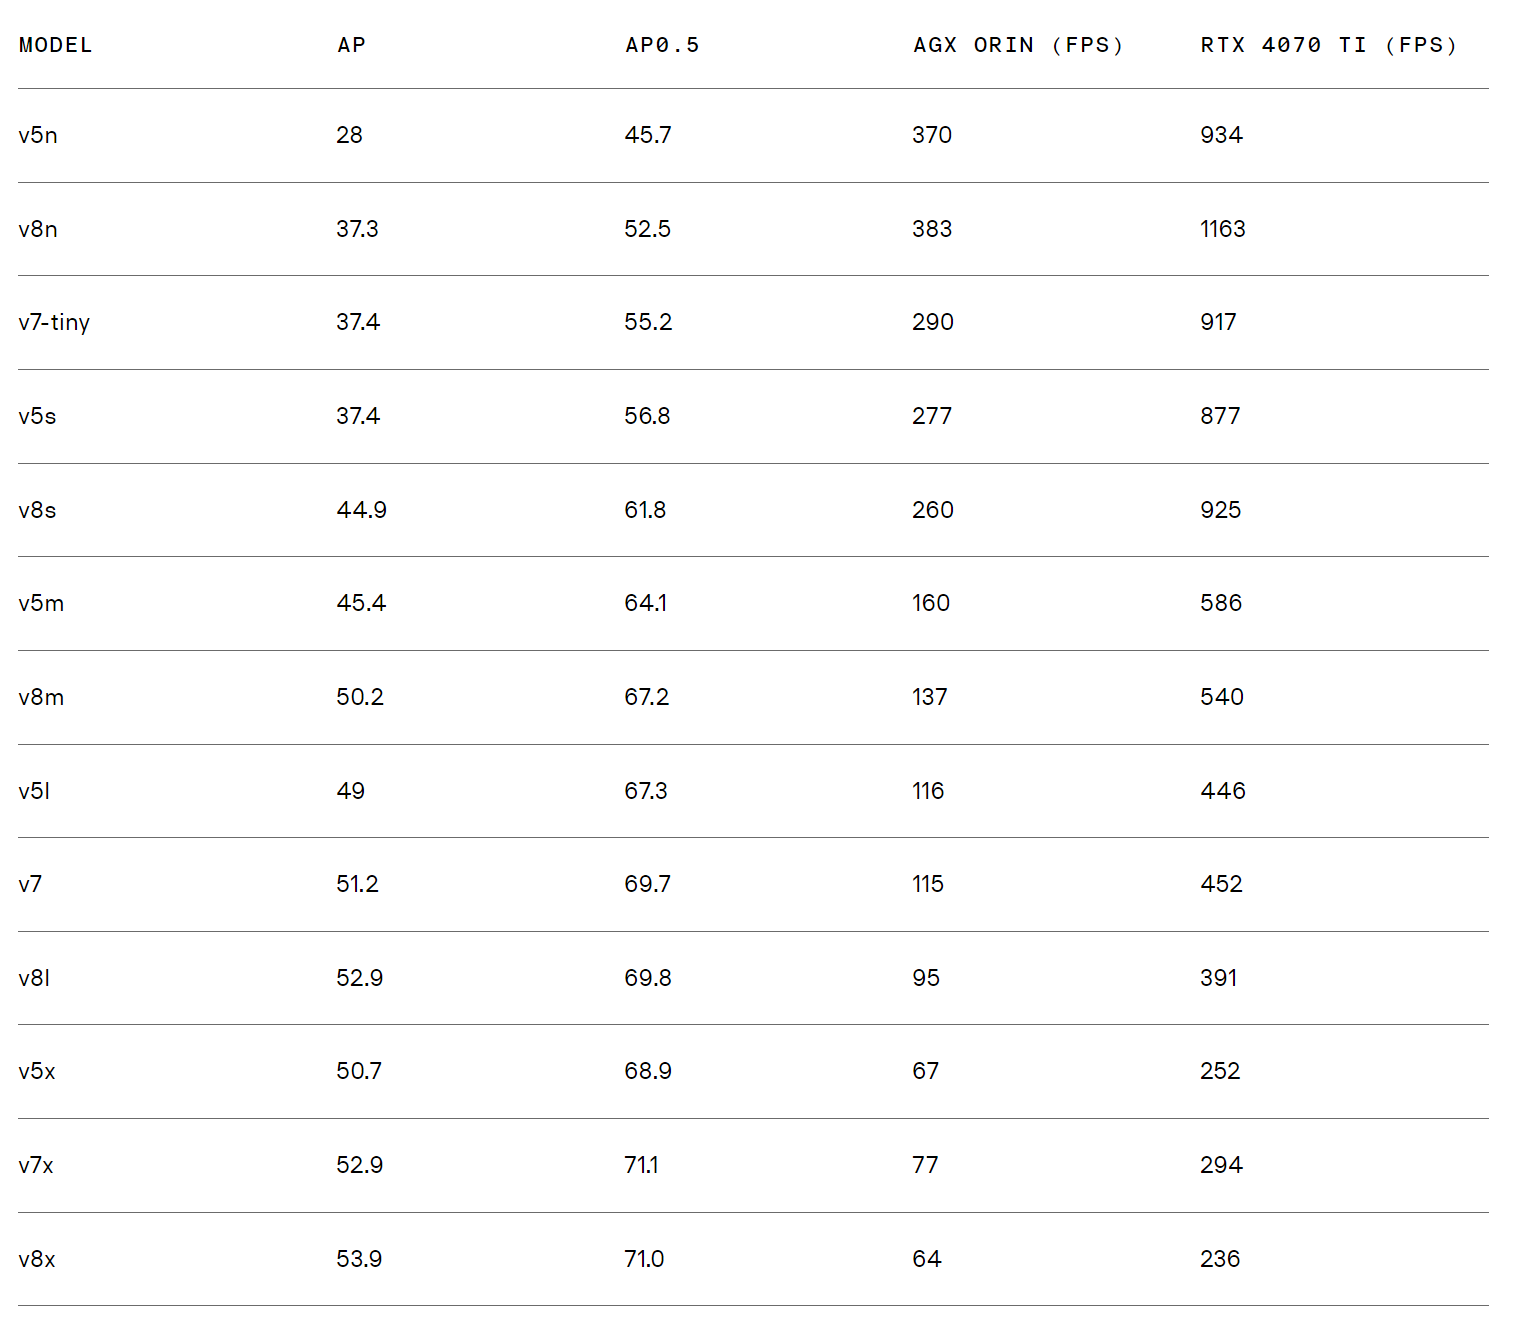 MODEL AP AP0.5 AGX ORIN (FPS) RTX 4070 TI (FPS)
v5n 28 45.7 370 934
v8n 37.3 52.5 383 1163
v7-tiny 37.4 55.2 290 917
v5s 37.4 56.8 277 877
v8s 44.9 61.8 260 925
v5m 45.4 64.1 160 586
v8m 50.2 67.2 137 540
v5l 49 67.3 116 446
v7 51.2 69.7 115 452
v8l 52.9 69.8 95 391
v5x 50.7 68.9 67 252
v7x 52.9 71.1 77 294
v8x 53.9 71.0 64 236